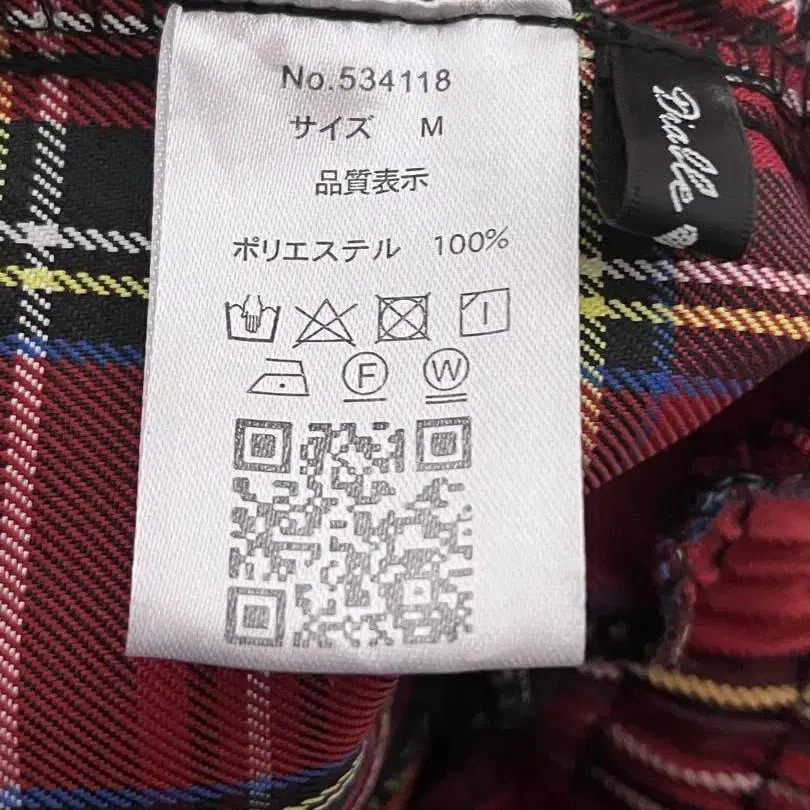 No.534118
サイズ M
品質表示
ポリエステル 100%
F W
Diable